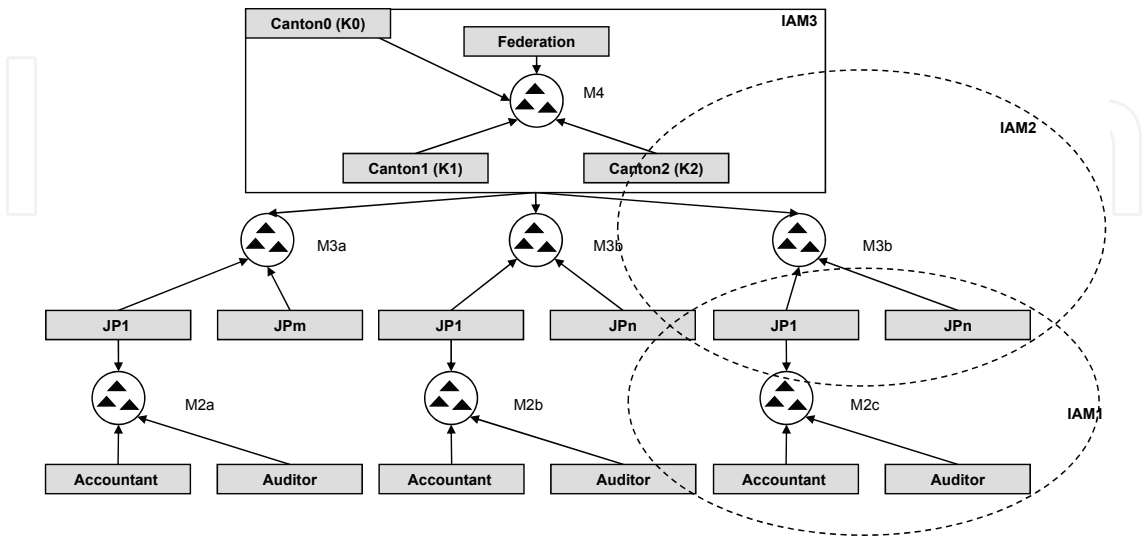 Canton0 (K0)
IAM3
Federation
M4
IAM2
Canton1 (K1)
Canton2 (K2)
M3a
M3b
M3b
JP1
JPm
JP1
JPn
JP1
JPn
M2a
M2b
M2c
IAM1
Accountant
Auditor
Accountant
Auditor
Accountant
Auditor